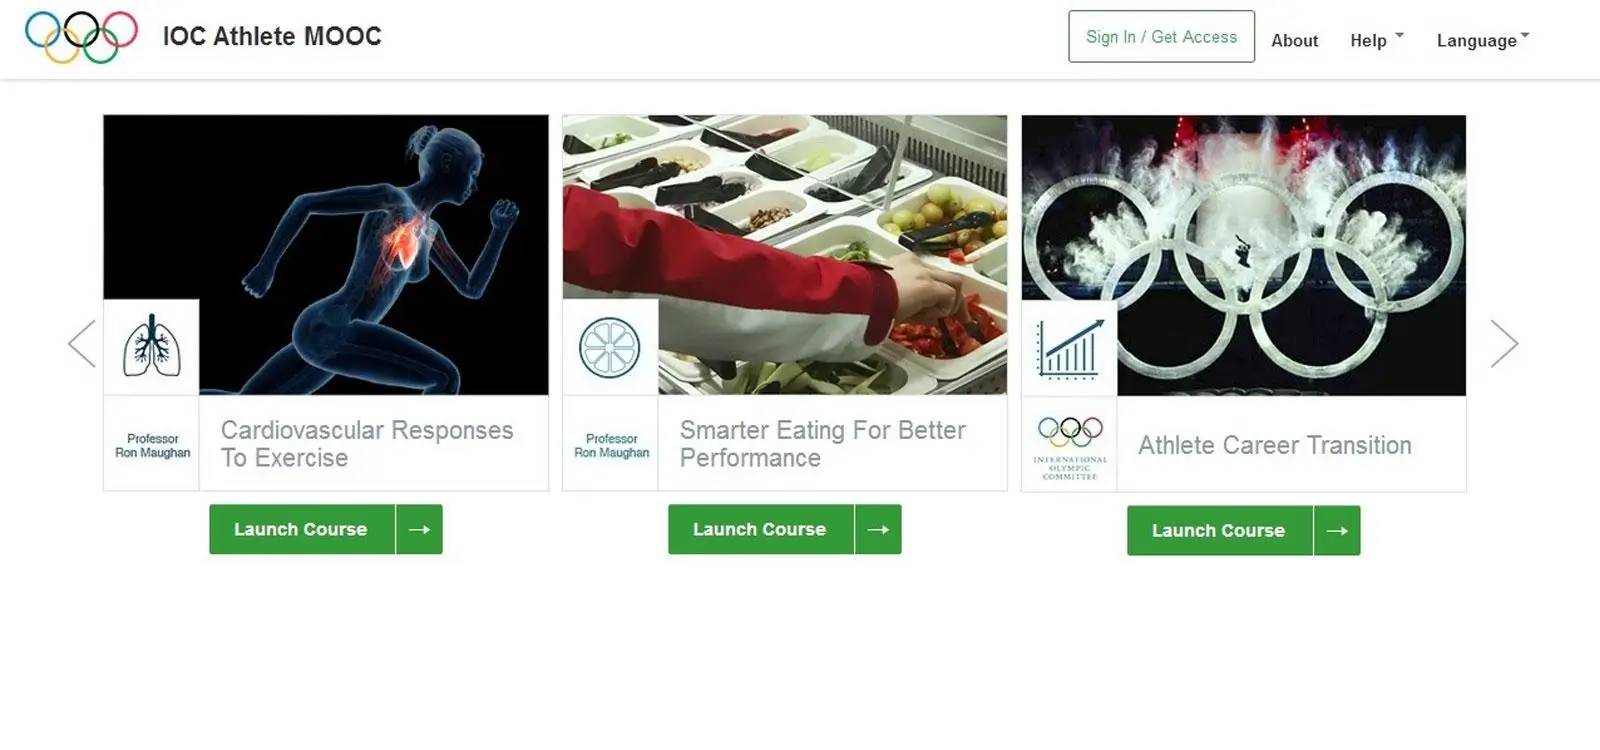 IOC Athlete MOOC
Sign In / Get Access
About
Help
Language
Professor
Ron Maughan
Cardiovascular Responses
To Exercise
Launch Course
Professor
Ron Maughan
Smarter Eating For Better
Performance
Launch Course
INTERNATIONAL
OLYMPIC
COMMITTEE
Athlete Career Transition
Launch Course